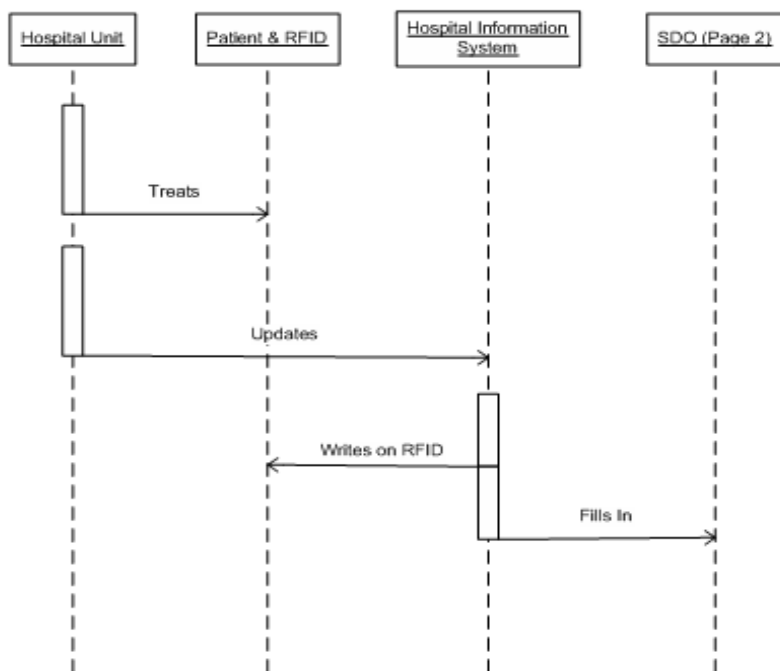 Hospital Unit
Patient & RFID
Hospital Information
System
SDO (Page 2)
Treats
Updates
Writes on RFID
Fills In